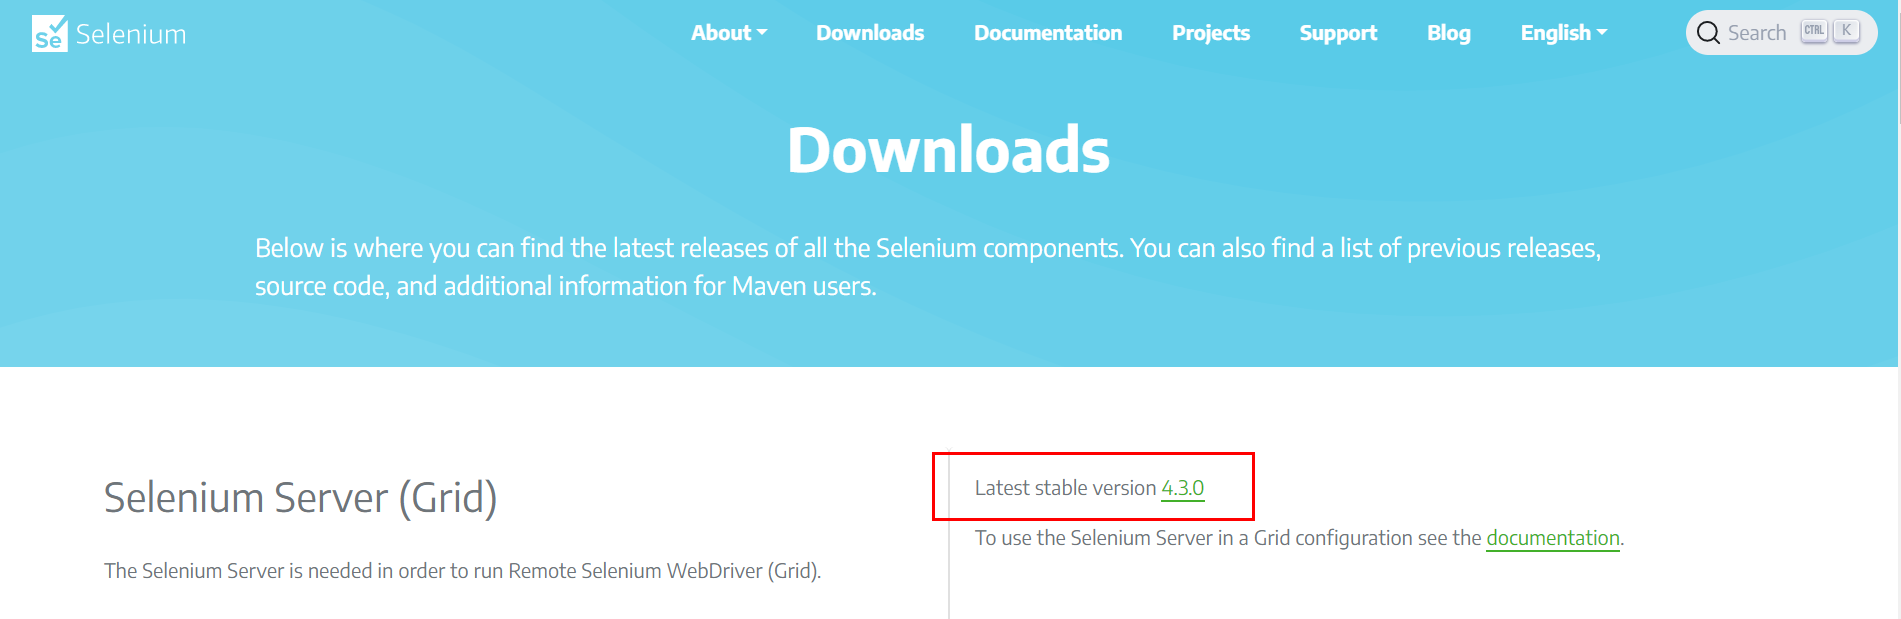 Se Selenium
About Downloads Documentation Projects Support Blog English Search CTRL K
Downloads
Below is where you can find the latest releases of all the Selenium components. You can also find a list of previous releases,
source code, and additional information for Maven users.
Selenium Server (Grid)
The Selenium Server is needed in order to run Remote Selenium WebDriver (Grid).
Latest stable version 4.3.0
To use the Selenium Server in a Grid configuration see the documentation.